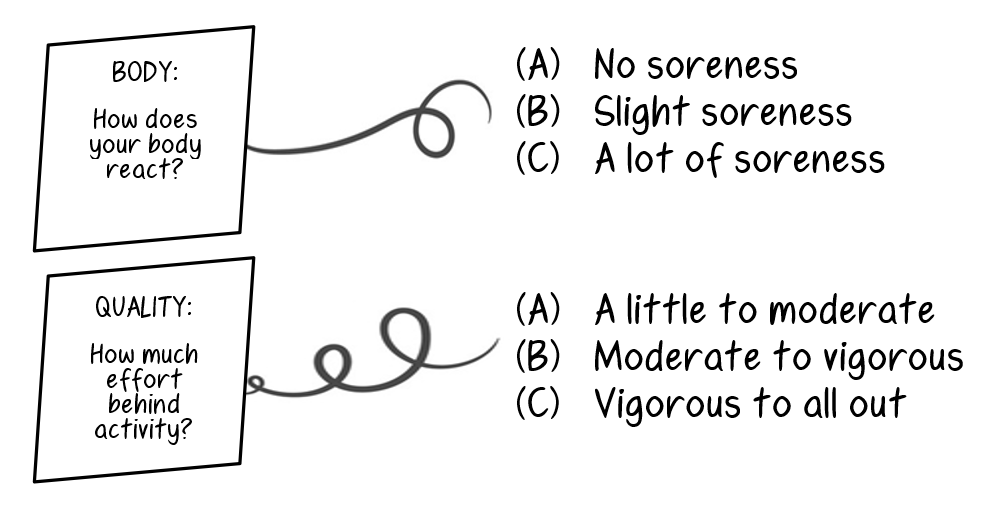 BODY:
How does
your body
react?
(A) No soreness
(B) Slight soreness
(C) A lot of soreness
QUALITY:
How much
effort
behind
activity?
(A) A little to moderate
(B) Moderate to vigorous
(C) Vigorous to all out